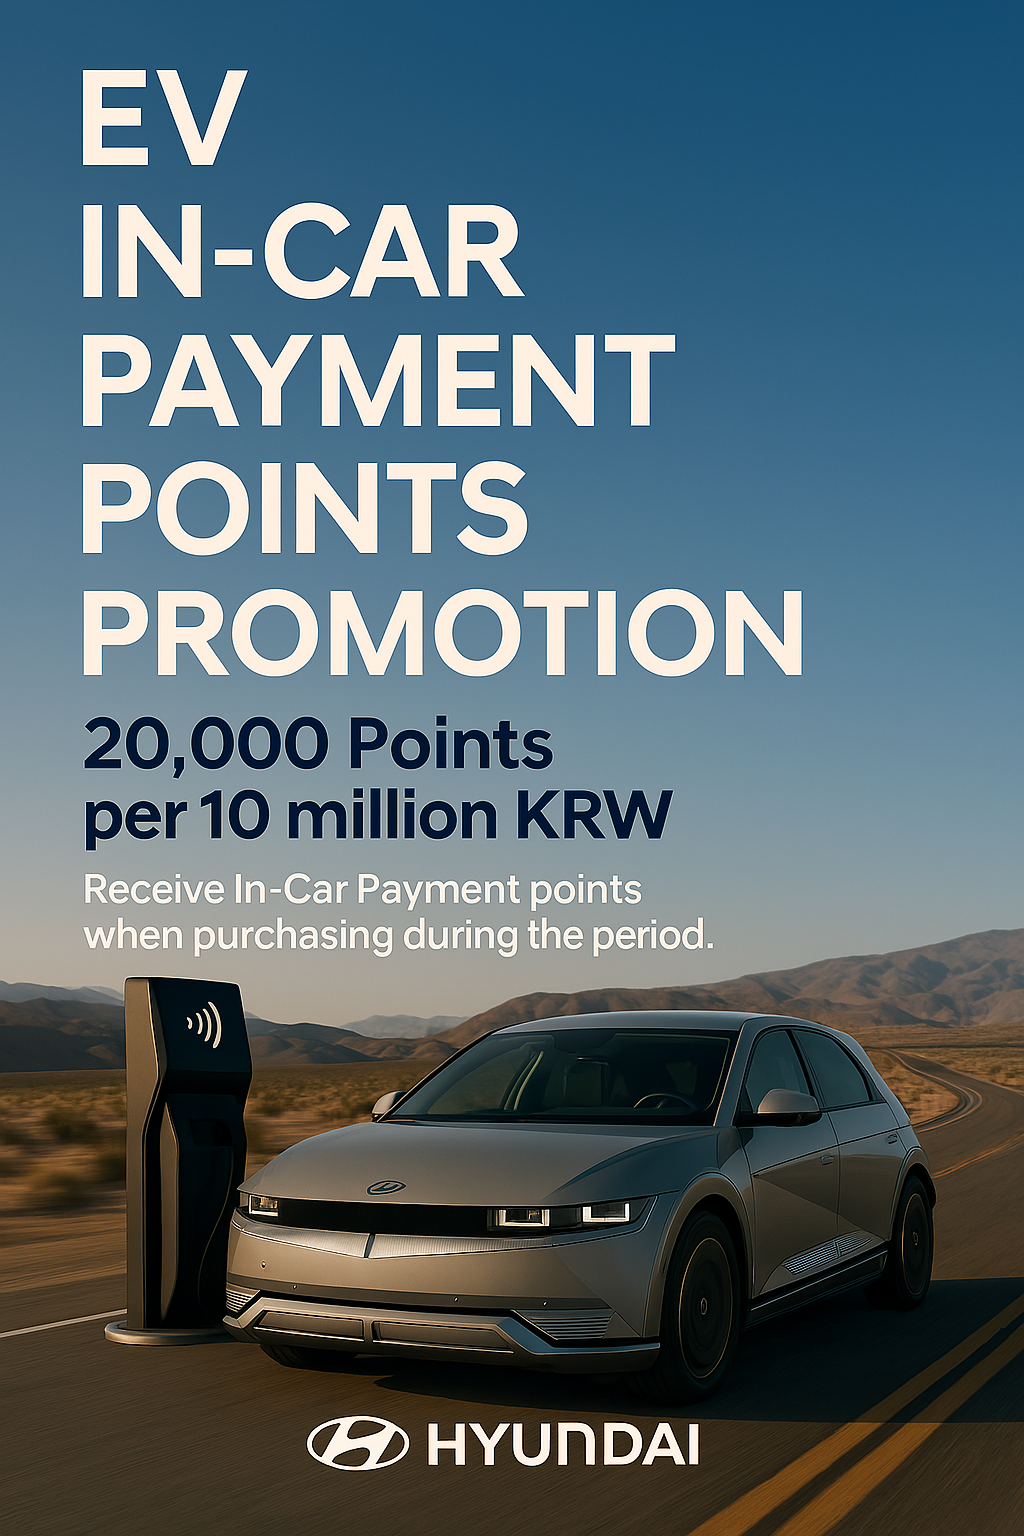 EV
IN-CAR
PAYMENT
POINTS
PROMOTION
20,000 Points
per 10 million KRW
Receive In-Car Payment points
when purchasing during the period.
HYUNDAI